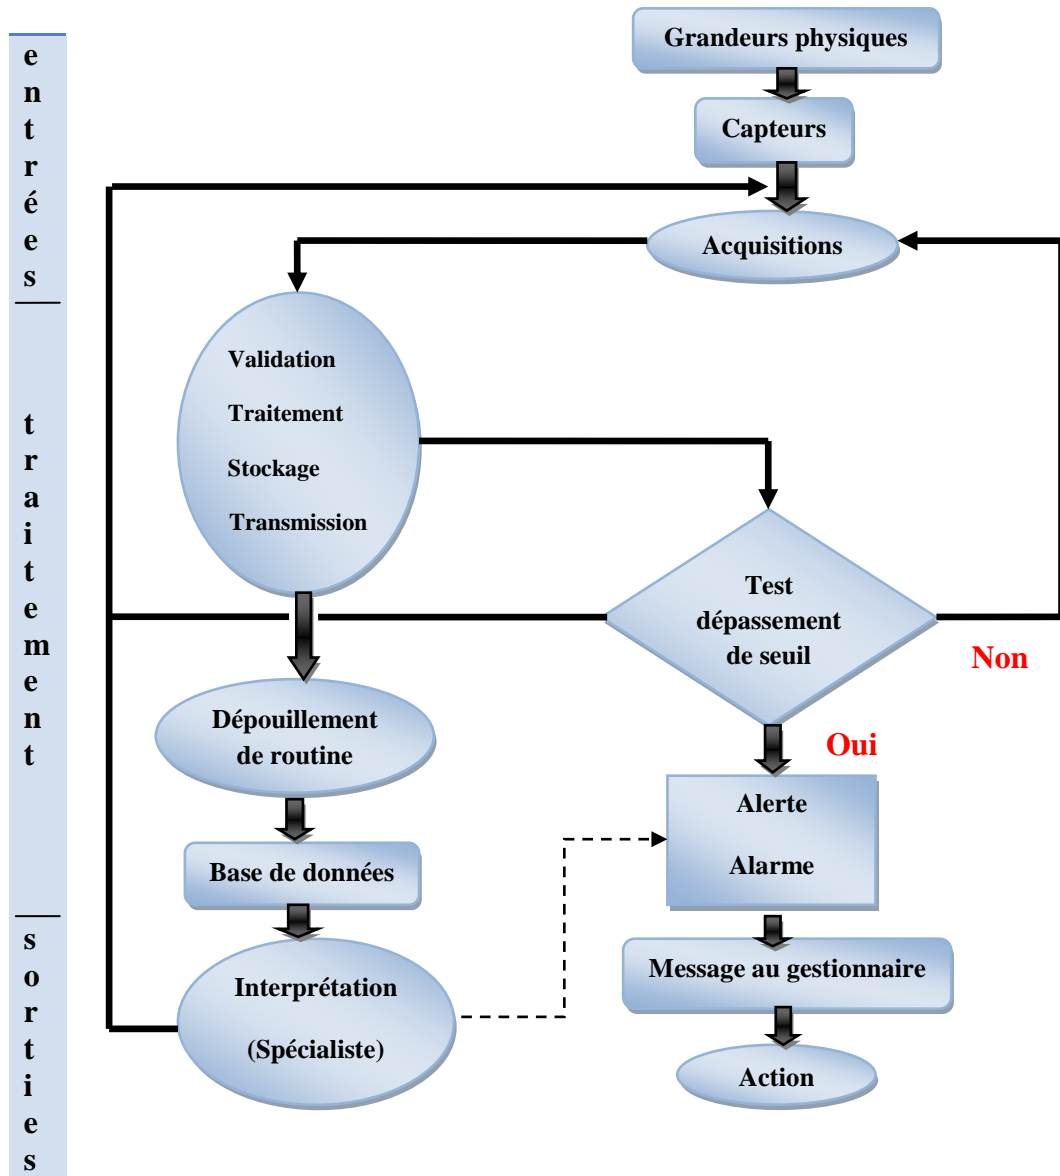 entrées
traitement
sorties
Grandeurs physiques
Capteurs
Acquisitions
Validation
Traitement
Stockage
Transmission
Test
dépassement
de seuil
Non
Oui
Dépouillement
de routine
Base de données
Interprétation
(Spécialiste)
Alerte
Alarme
Message au gestionnaire
Action